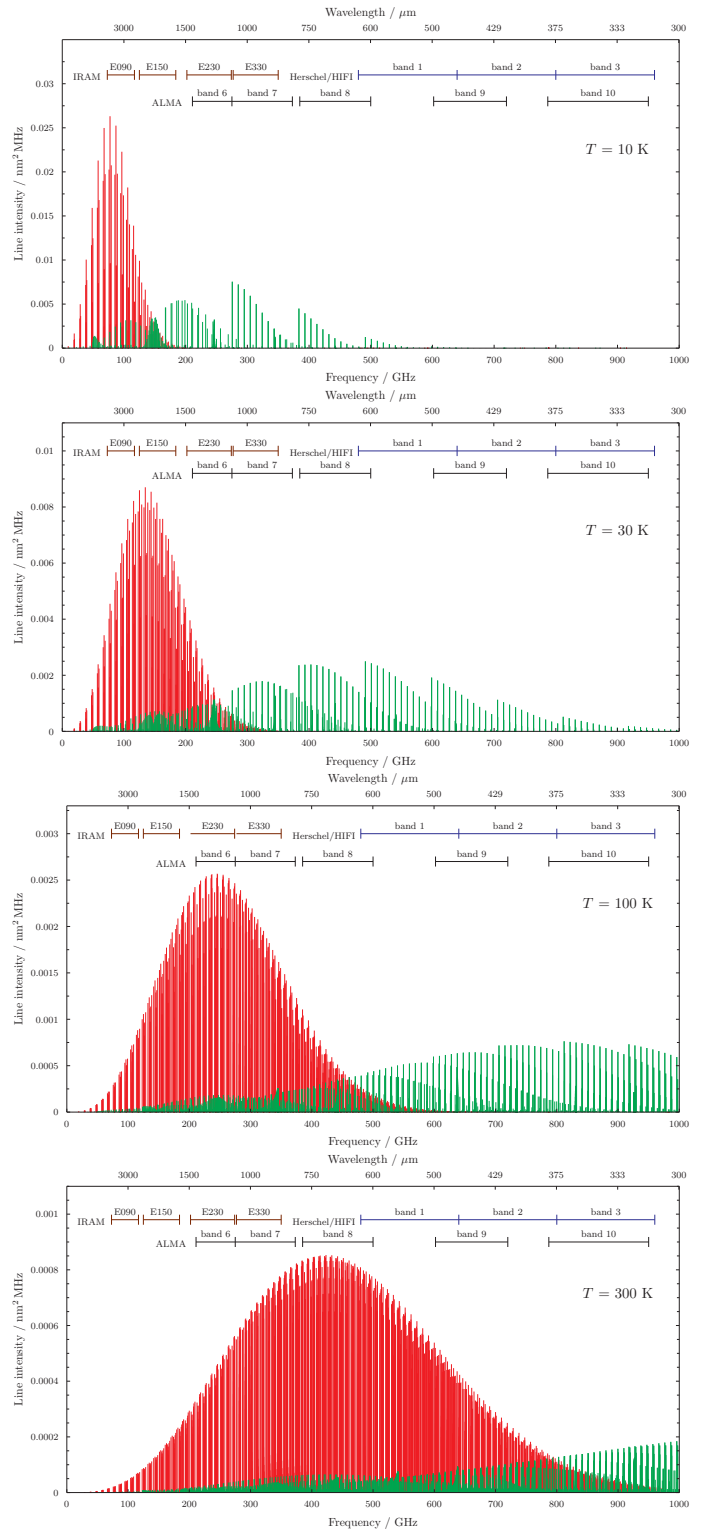 Wavelength / μm
3000 1500 1000 750 600 500 429 375 333 300
IRAM E090 E150 E230 E330 Herschel/HIFI band 1 band 2 band 3
ALMA band 6 band 7 band 8 band 9 band 10
T = 10 K
Line intensity / nm² MHz
0.03
0.025
0.02
0.015
0.01
0.005
0
0 100 200 300 400 500 600 700 800 900 1000
Frequency / GHz
Wavelength / μm
3000 1500 1000 750 600 500 429 375 333 300
IRAM E090 E150 E230 E330 Herschel/HIFI band 1 band 2 band 3
ALMA band 6 band 7 band 8 band 9 band 10
T = 30 K
Line intensity / nm² MHz
0.01
0.008
0.006
0.004
0.002
0
0 100 200 300 400 500 600 700 800 900 1000
Frequency / GHz
Wavelength / μm
3000 1500 1000 750 600 500 429 375 333 300
IRAM E090 E150 E230 E330 Herschel/HIFI band 1 band 2 band 3
ALMA band 6 band 7 band 8 band 9 band 10
T = 100 K
Line intensity / nm² MHz
0.003
0.0025
0.002
0.0015
0.001
0.0005
0
0 100 200 300 400 500 600 700 800 900 1000
Frequency / GHz
Wavelength / μm
3000 1500 1000 750 600 500 429 375 333 300
IRAM E090 E150 E230 E330 Herschel/HIFI band 1 band 2 band 3
ALMA band 6 band 7 band 8 band 9 band 10
T = 300 K
Line intensity / nm² MHz
0.001
0.0008
0.0006
0.0004
0.0002
0
0 100 200 300 400 500 600 700 800 900 1000
Frequency / GHz